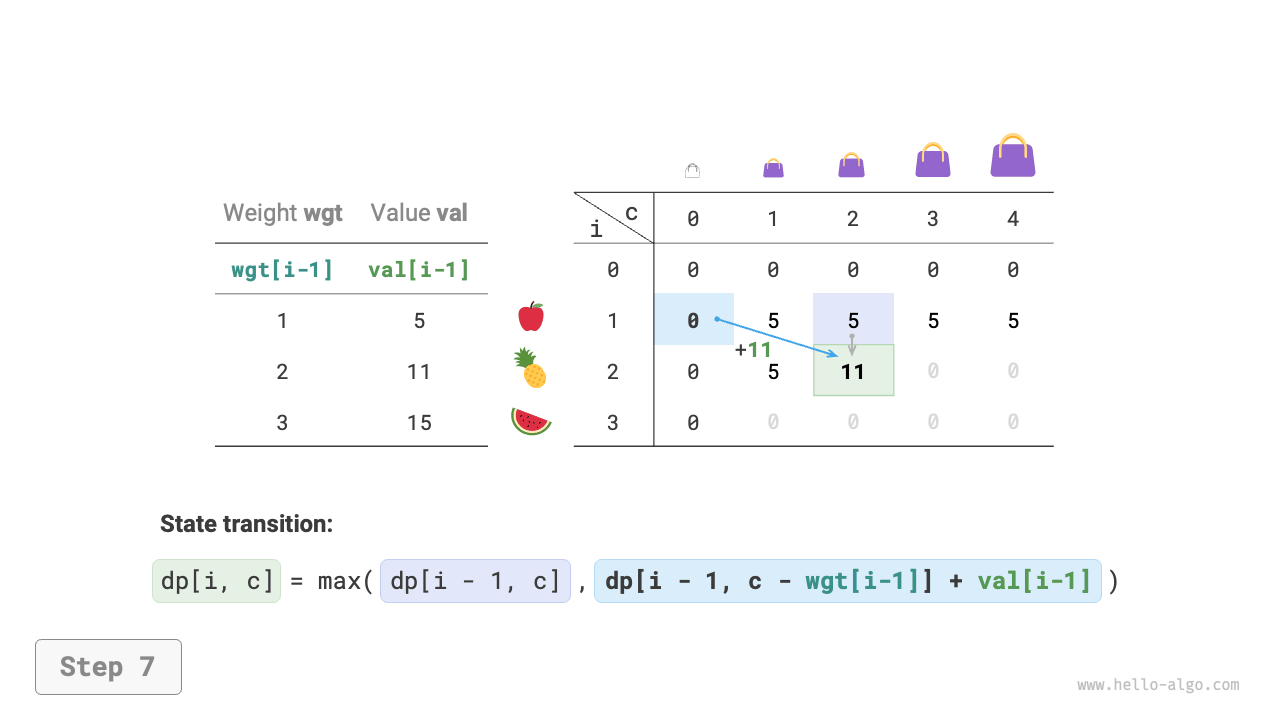 Weight wgt Value val
wgt[i-1] val[i-1]
1 5
2 11
3 15
i c 0 1 2 3 4
0 0 0 0 0 0
1 0 5 5 5 5
+11
2 0 5 11 0 0
3 0 0 0 0 0
State transition:
dp[i, c] = max( dp[i - 1, c] , dp[i - 1, c - wgt[i-1]] + val[i-1] )
Step 7
www.hello-algo.com